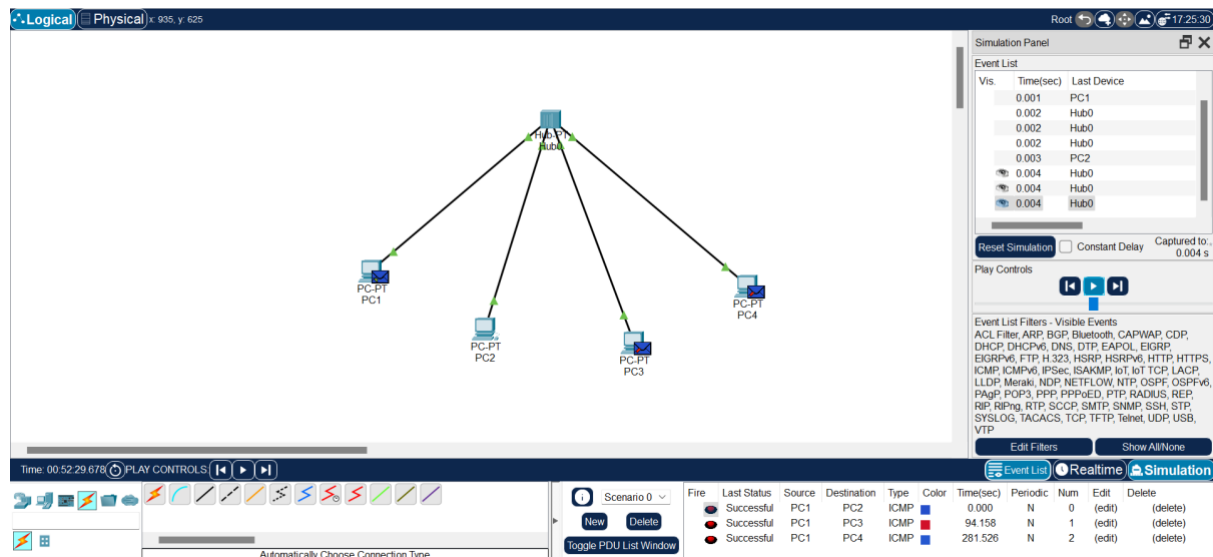 Logical Physical x: 935, y: 625 Root 17:25:30
Simulation Panel
Event List
Vis. Time(sec) Last Device
0.001 PC1
0.002 Hub0
0.002 Hub0
0.002 Hub0
0.003 PC2
0.004 Hub0
0.004 Hub0
0.004 Hub0
Reset Simulation Constant Delay Captured to:.
0.004 s
Play Controls
Event List Filters - Visible Events
ACL Filter, ARP, BGP, Bluetooth, CAPWAP, CDP,
DHCP, DHCPv6, DNS, DTP, EAPOL, EIGRP,
EIGRPv6, FTP, H.323, HSRP, HSRPv6, HTTP, HTTPS,
ICMP, ICMPv6, IPSec, ISAKMP, IoT, IoT TCP, LACP,
LLDP, Meraki, NDP, NETFLOW, NTP, OSPF, OSPFv6,
PAgP, POP3, PPP, PPPoED, PTP, RADIUS, REP,
RIP, RIPng, RTP, SCCP, SMTP, SNMP, SSH, STP,
SYSLOG, TACACS, TCP, TFTP, Telnet, UDP, USB,
VTP
Edit Filters Show All/None
Hub-PT
Hub0
PC-PT
PC1
PC-PT
PC2
PC-PT
PC3
PC-PT
PC4
Time: 00:52:29.678 PLAY CONTROLS: Event List Realtime Simulation
Scenario 0
New Delete
Toggle PDU List Window
Fire Last Status Source Destination Type Color Time(sec) Periodic Num Edit Delete
Successful PC1 PC2 ICMP 0.000 N 0 (edit) (delete)
Successful PC1 PC3 ICMP 94.158 N 1 (edit) (delete)
Successful PC1 PC4 ICMP 281.526 N 2 (edit) (delete)
Automatically Choose Connection Type